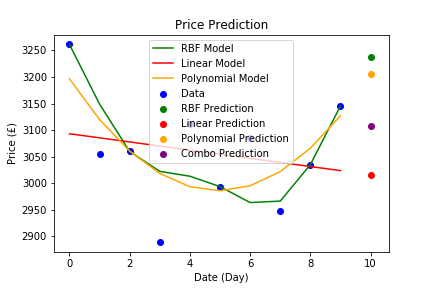 Price Prediction
3250
3200
3150
3100
3050
3000
2950
2900
Price (£)
RBF Model
Linear Model
Polynomial Model
Data
RBF Prediction
Linear Prediction
Polynomial Prediction
Combo Prediction
0
2
4
6
8
10
Date (Day)